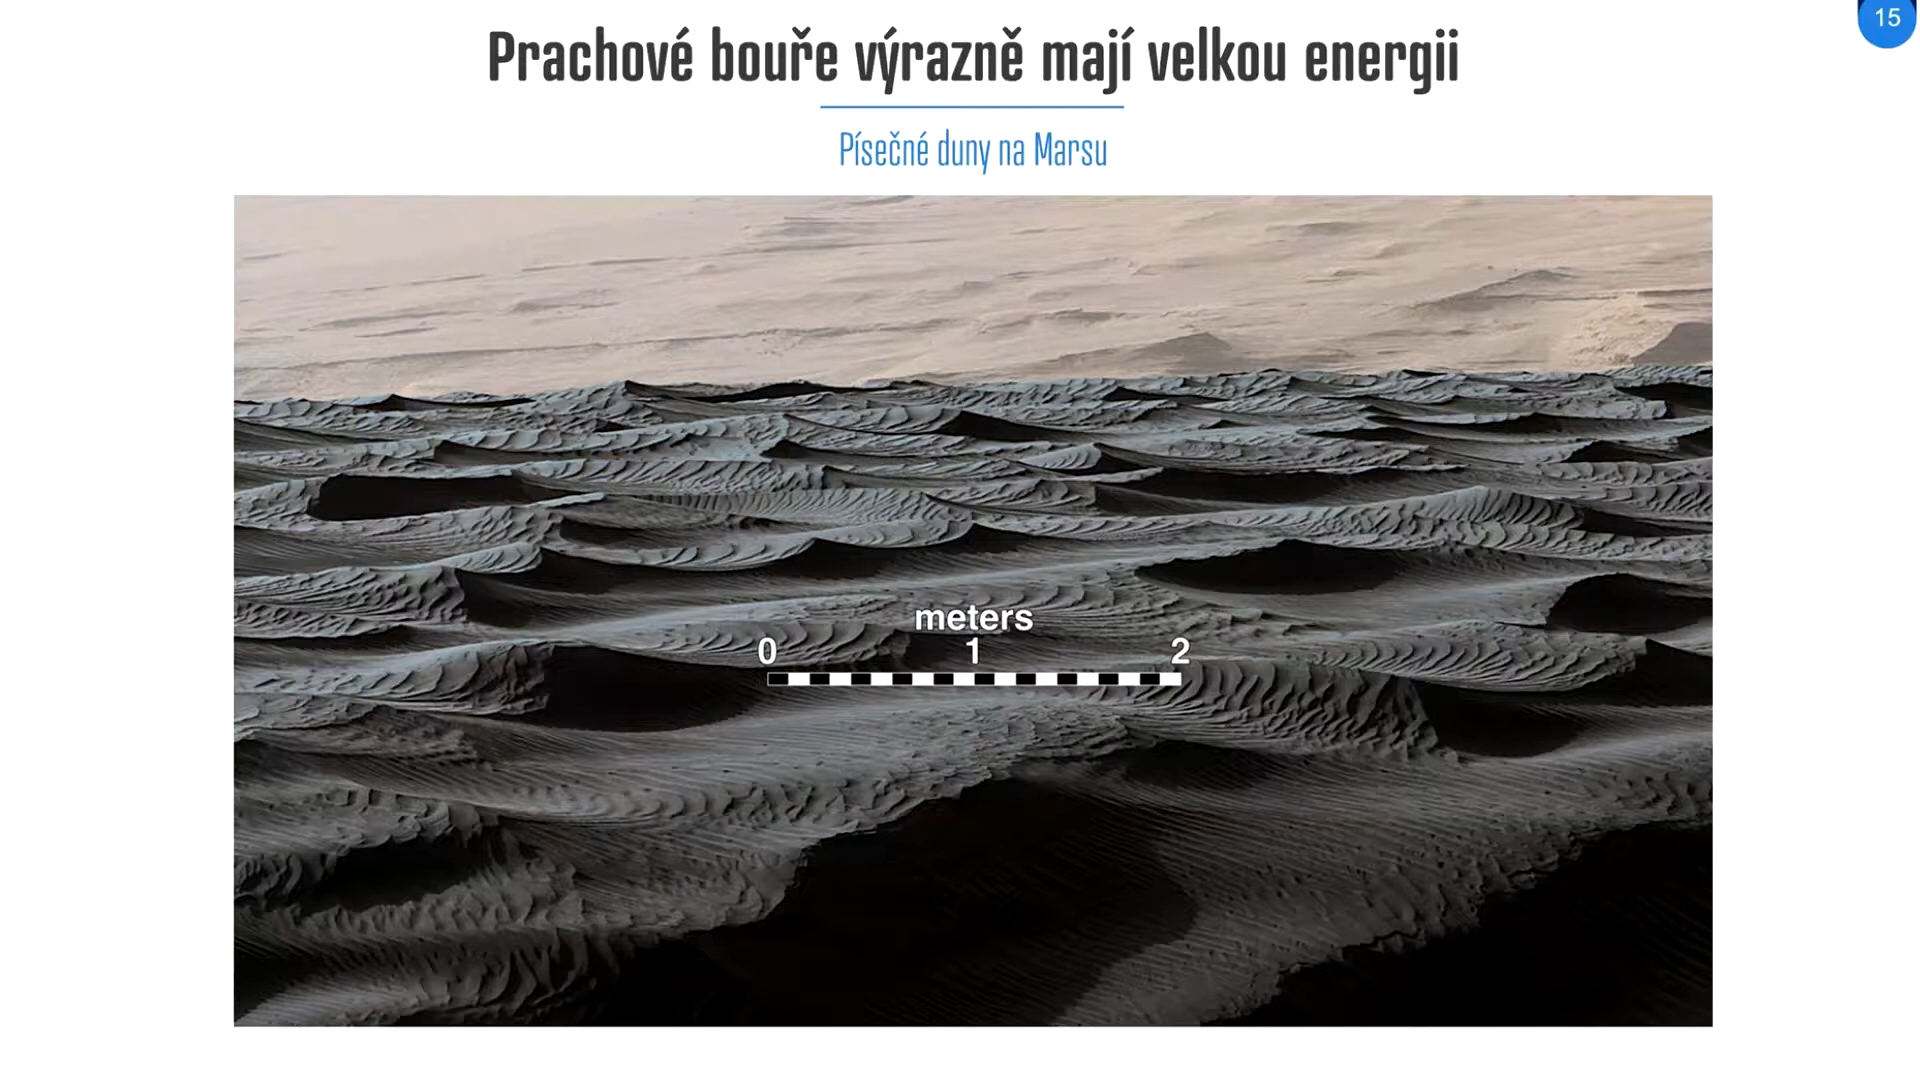 15
Prachové bouře výrazně mají velkou energii
Písečné duny na Marsu
meters
0 1 2